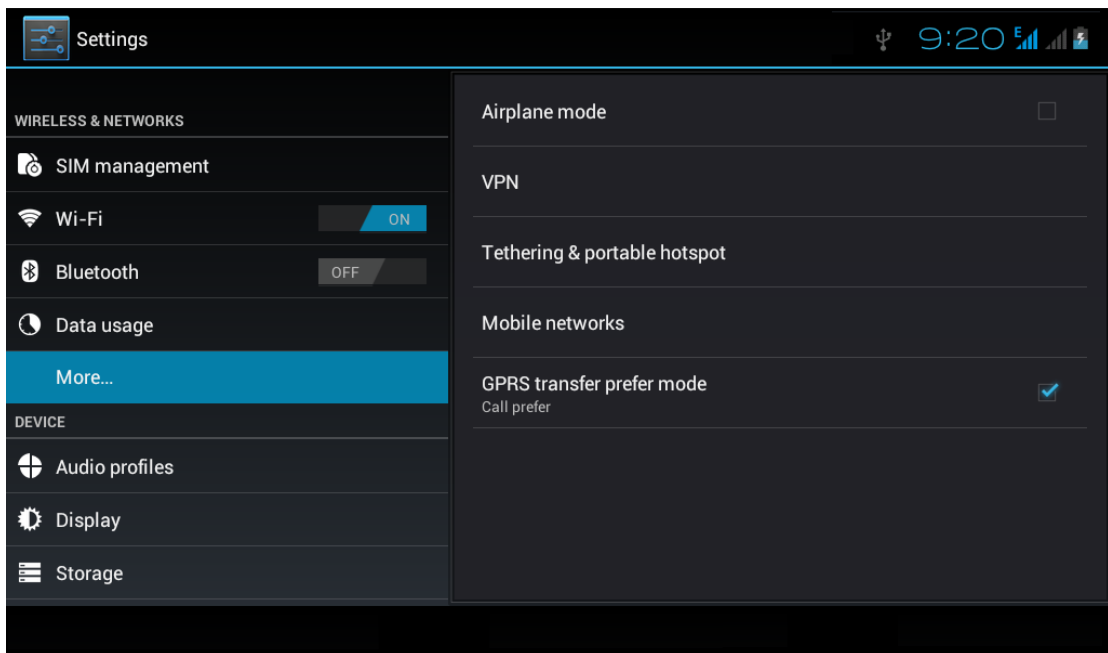 Settings
9:20 E
WIRELESS & NETWORKS
SIM management
Wi-Fi ON
Bluetooth OFF
Data usage
More...
DEVICE
Audio profiles
Display
Storage
Airplane mode
VPN
Tethering & portable hotspot
Mobile networks
GPRS transfer prefer mode
Call prefer